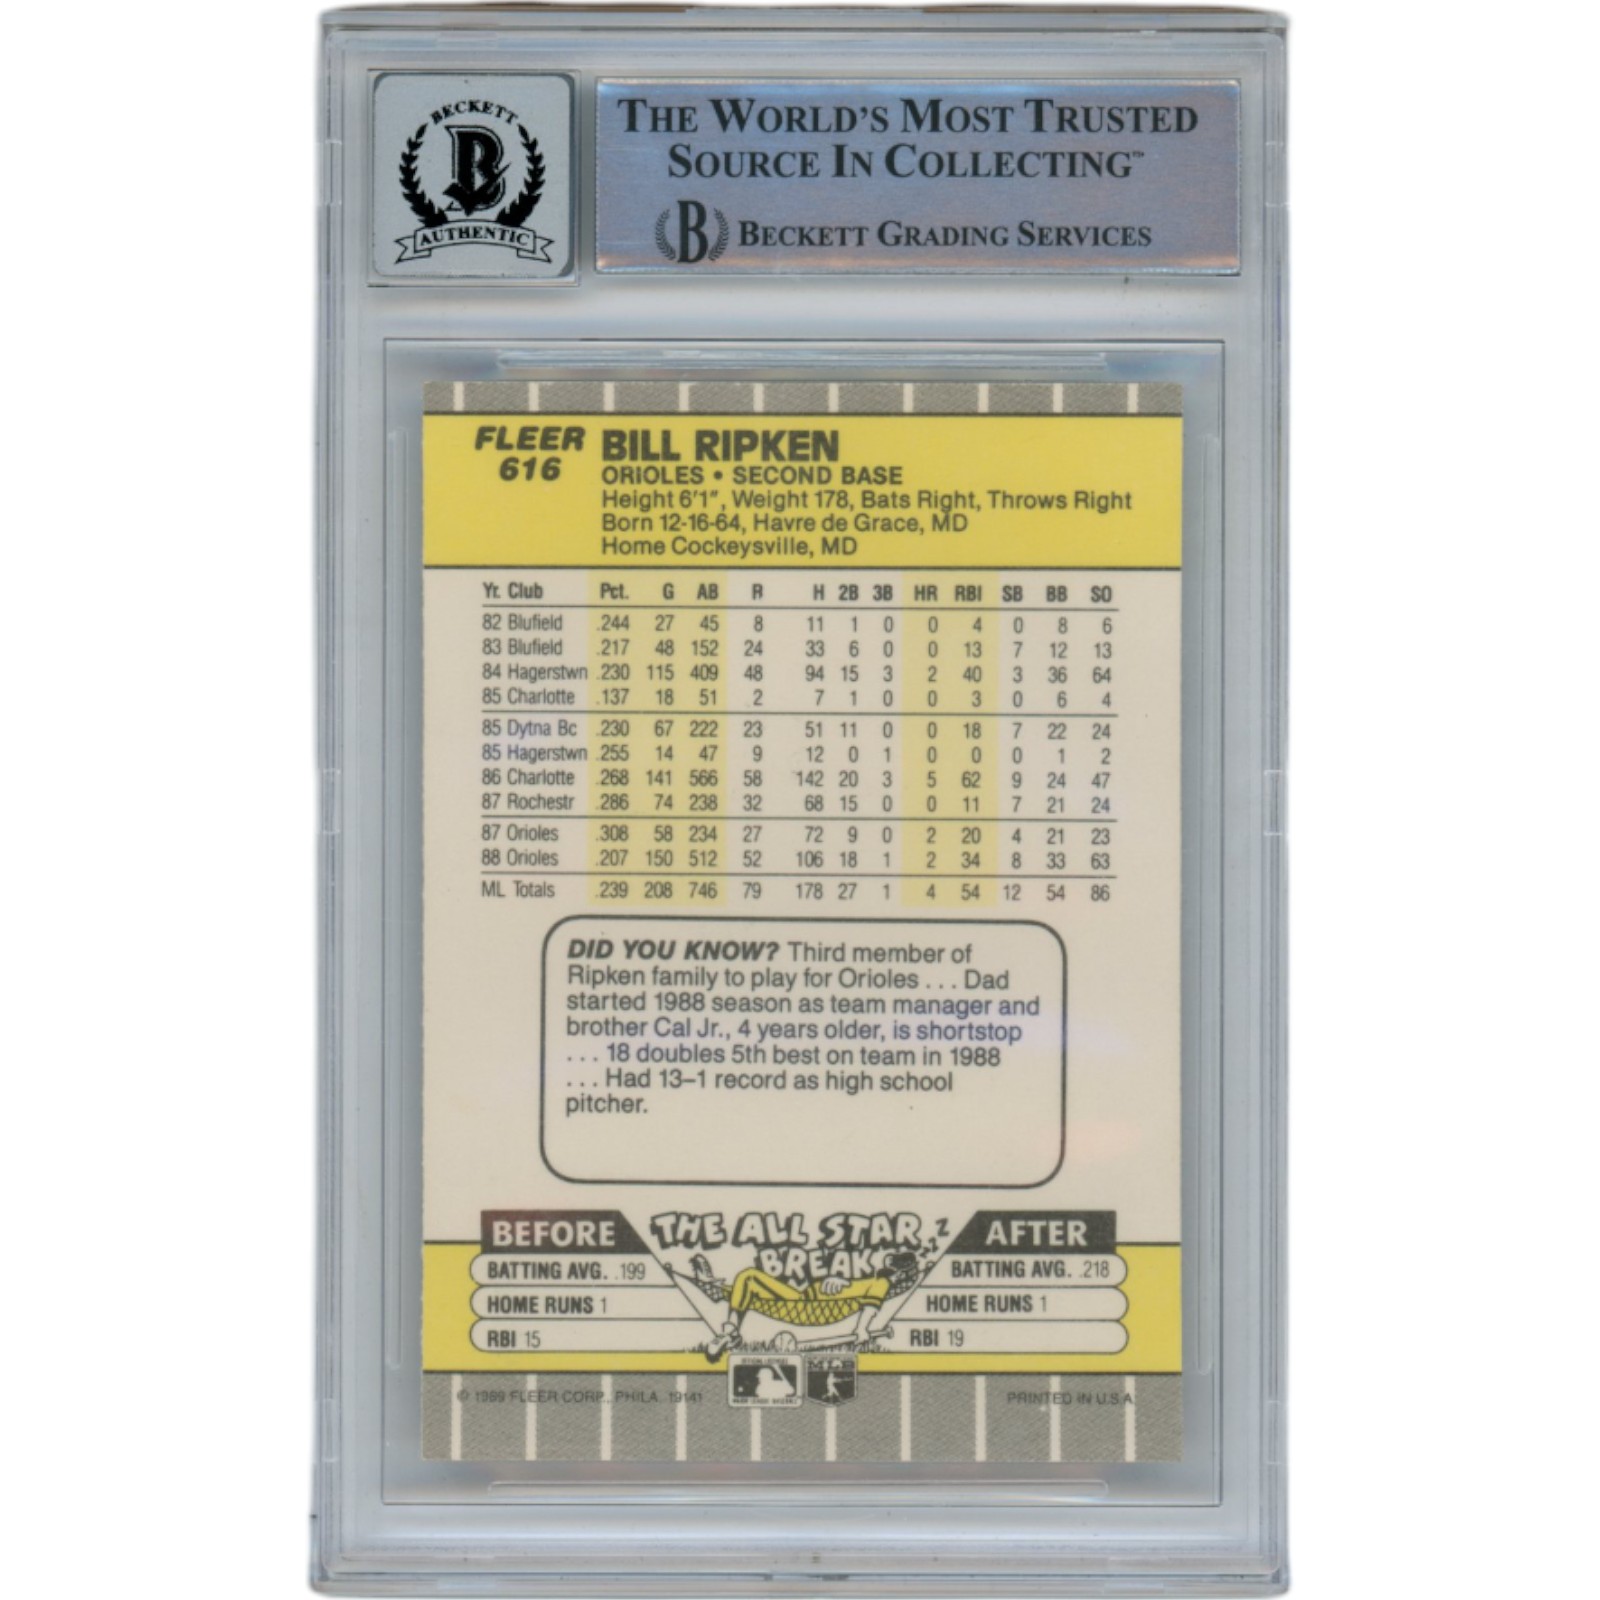 BECKETT
B
AUTHENTIC
THE WORLD'S MOST TRUSTED
SOURCE IN COLLECTING™
B BECKETT GRADING SERVICES
FLEER
616
BILL RIPKEN
ORIOLES • SECOND BASE
Height 6'1", Weight 178, Bats Right, Throws Right
Born 12-16-64, Havre de Grace, MD
Home Cockeysville, MD
Yr. Club Pct. G AB R H 2B 3B HR RBI SB BB SO
82 Blufield .244 27 45 8 11 1 0 0 4 0 8 6
83 Blufield .217 48 152 24 33 6 0 0 13 7 12 13
84 Hagerstwn .230 115 409 48 94 15 3 2 40 3 36 64
85 Charlotte .137 18 51 2 7 1 0 0 3 0 6 4
85 Dytna Bc .230 67 222 23 51 11 0 0 18 7 22 24
85 Hagerstwn .255 14 47 9 12 0 1 0 0 0 1 2
86 Charlotte .268 141 566 58 142 20 3 5 62 9 24 47
87 Rochestr .286 74 238 32 68 15 0 0 11 7 21 24
87 Orioles .308 58 234 27 72 9 0 2 20 4 21 23
88 Orioles .207 150 512 52 106 18 1 2 34 8 33 63
ML Totals .239 208 746 79 178 27 1 4 54 12 54 86
DID YOU KNOW? Third member of
Ripken family to play for Orioles . . . Dad
started 1988 season as team manager and
brother Cal Jr., 4 years older, is shortstop
. . . 18 doubles 5th best on team in 1988
. . . Had 13–1 record as high school
pitcher.
BEFORE
BATTING AVG. .199
HOME RUNS 1
RBI 15
THE ALL STAR
BREAK
Z Z Z
AFTER
BATTING AVG. .218
HOME RUNS 1
RBI 19
MLB
© 1989 FLEER CORP., PHILA. 19141
PRINTED IN U.S.A.